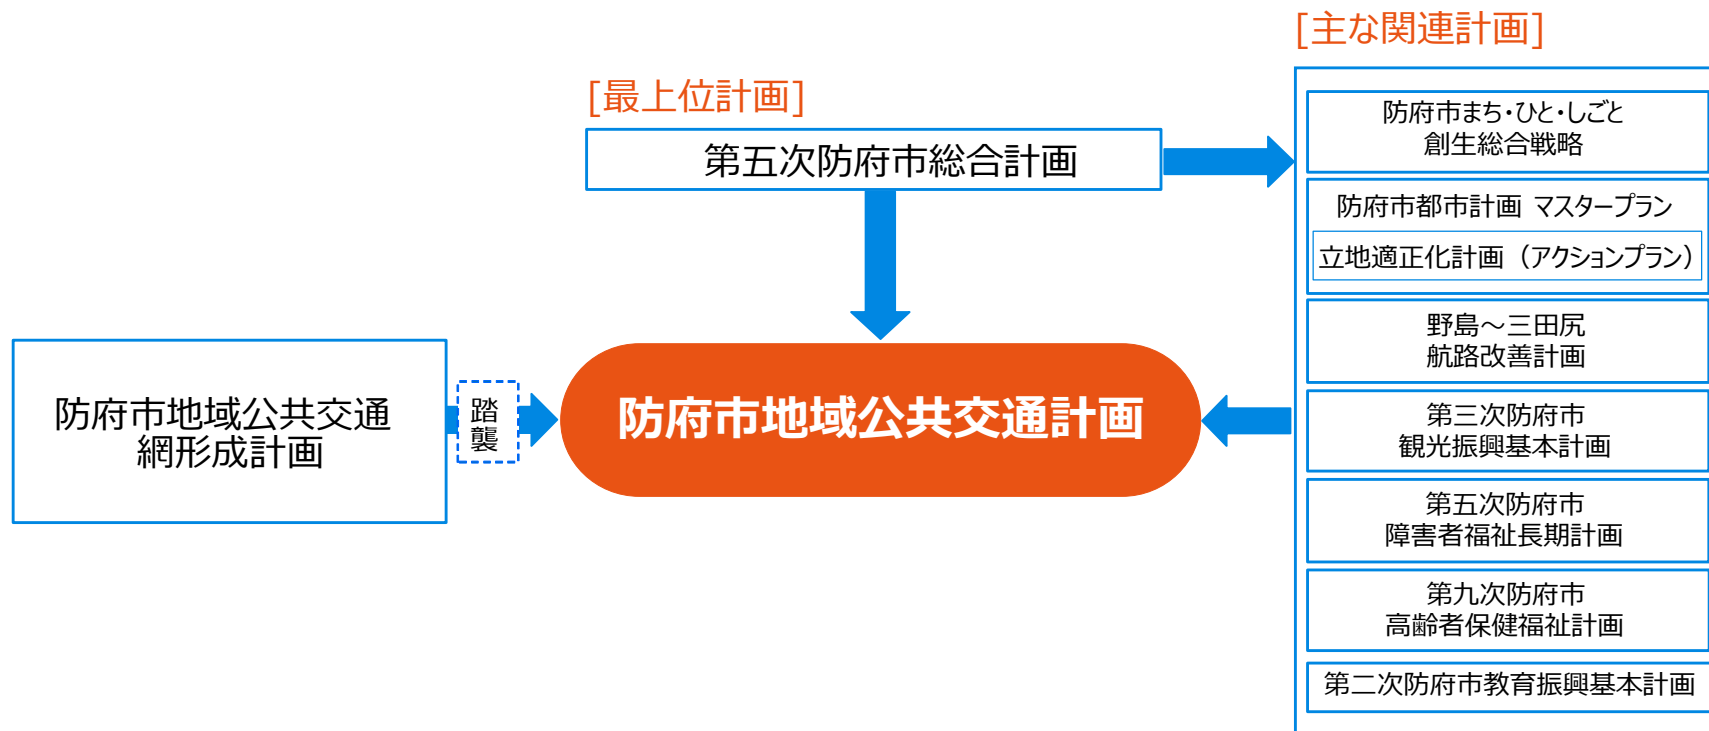 [主な関連計画]
[最上位計画]
第五次防府市総合計画
防府市まち・ひと・しごと
創生総合戦略
防府市都市計画 マスタープラン
立地適正化計画（アクションプラン）
野島～三田尻
航路改善計画
防府市地域公共交通
網形成計画
踏
襲
防府市地域公共交通計画
第三次防府市
観光振興基本計画
第五次防府市
障害者福祉長期計画
第九次防府市
高齢者保健福祉計画
第二次防府市教育振興基本計画